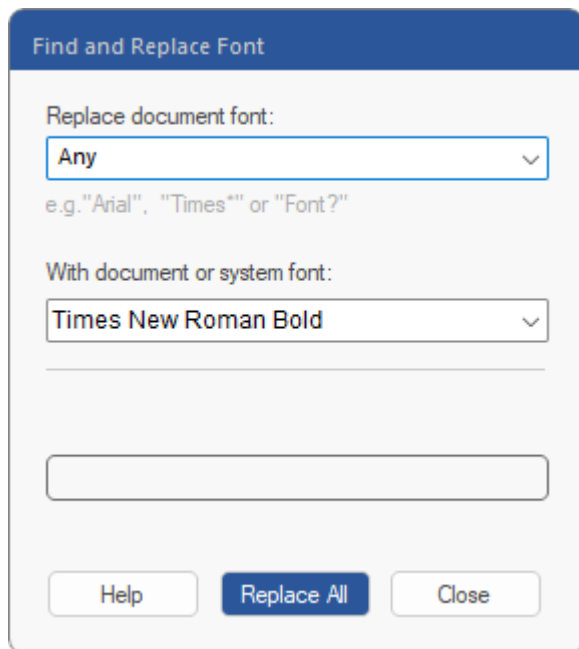 Find and Replace Font
Replace document font:
Any
e.g."Arial", "Times*" or "Font?"
With document or system font:
Times New Roman Bold
Help
Replace All
Close